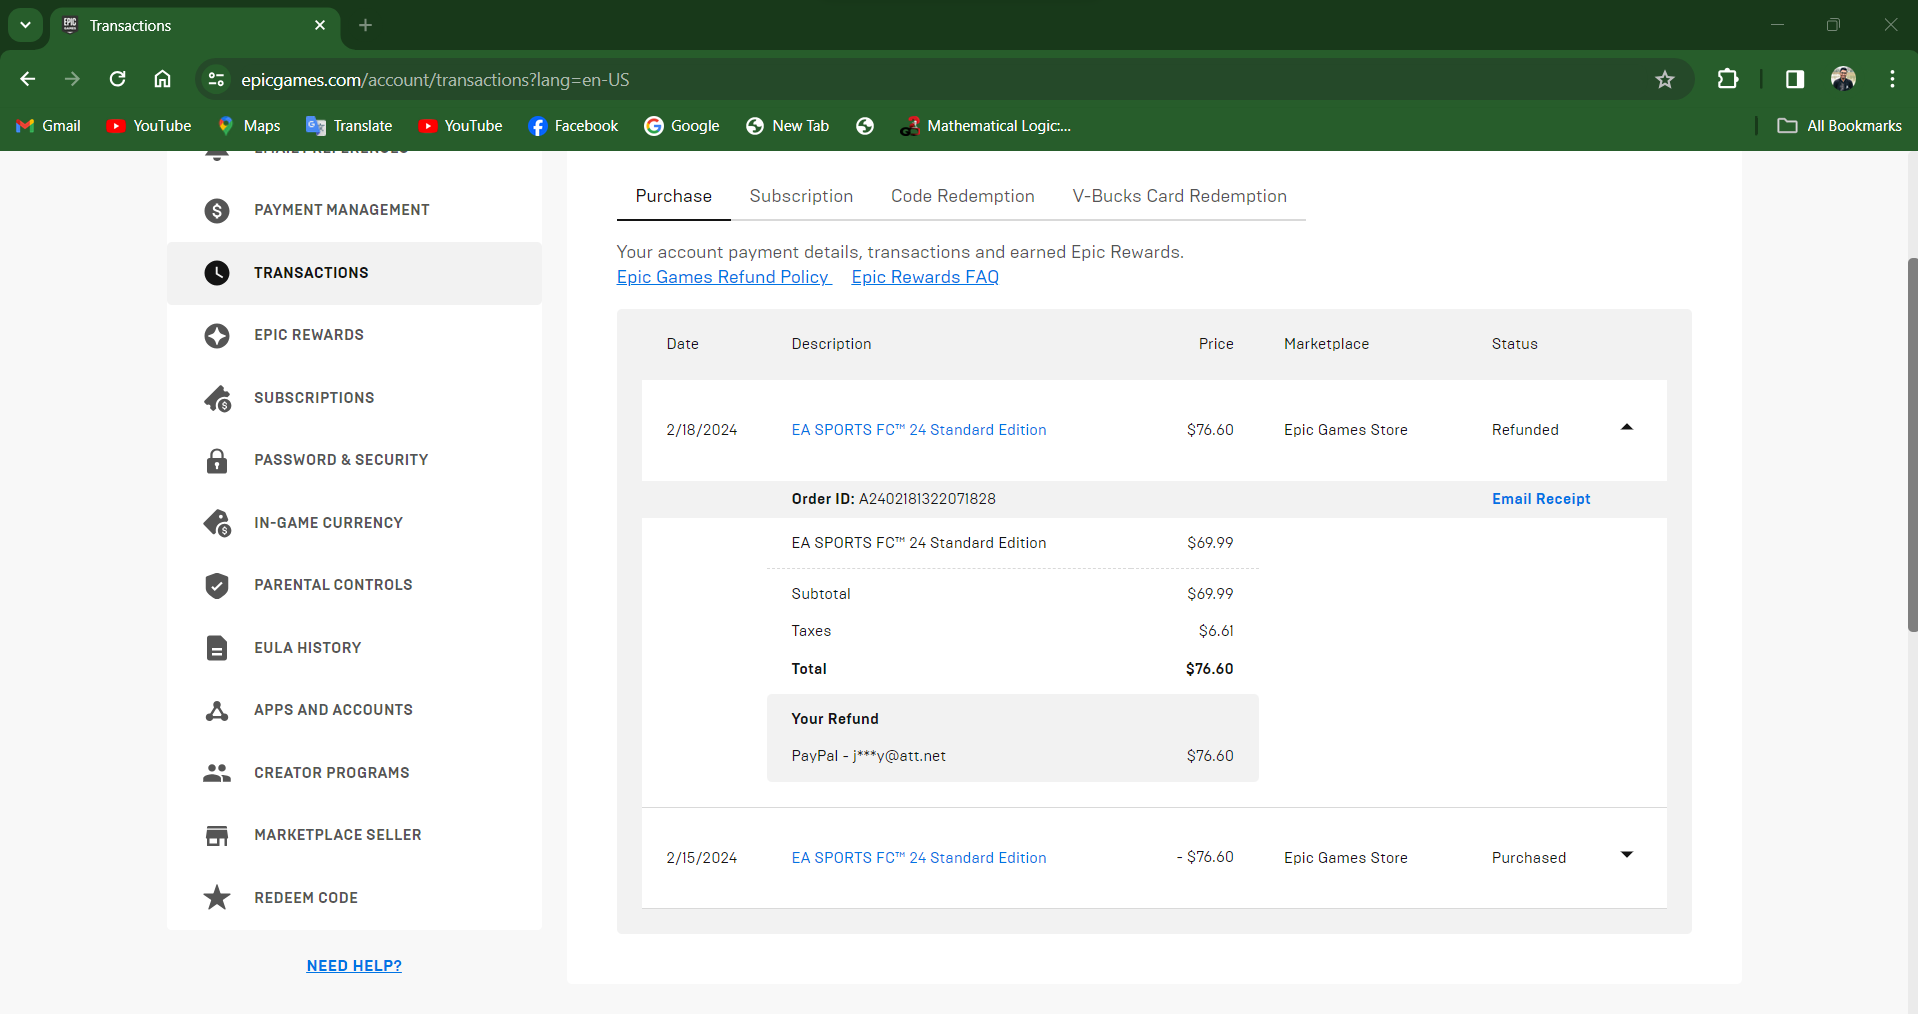 Transactions
epicgames.com/account/transactions?lang=en-US
Gmail YouTube Maps Translate YouTube Facebook Google New Tab Mathematical Logic:... All Bookmarks
PAYMENT MANAGEMENT
TRANSACTIONS
EPIC REWARDS
SUBSCRIPTIONS
PASSWORD & SECURITY
IN-GAME CURRENCY
PARENTAL CONTROLS
EULA HISTORY
APPS AND ACCOUNTS
CREATOR PROGRAMS
MARKETPLACE SELLER
REDEEM CODE
NEED HELP?
Purchase Subscription Code Redemption V-Bucks Card Redemption
Your account payment details, transactions and earned Epic Rewards.
Epic Games Refund Policy Epic Rewards FAQ
Date Description Price Marketplace Status
2/18/2024 EA SPORTS FC™ 24 Standard Edition $76.60 Epic Games Store Refunded
Order ID: A2402181322071828 Email Receipt
EA SPORTS FC™ 24 Standard Edition $69.99
Subtotal $69.99
Taxes $6.61
Total $76.60
Your Refund
PayPal - j***y@att.net $76.60
2/15/2024 EA SPORTS FC™ 24 Standard Edition - $76.60 Epic Games Store Purchased